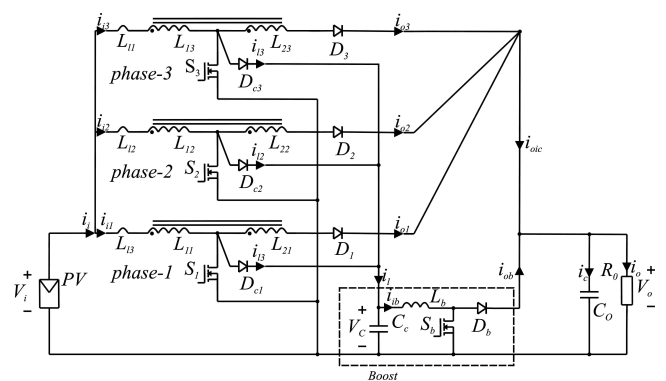 i_i3 L_l1 L_13 L_23 D_3 i_o3
S_3 D_c3 i_l3
phase-3
i_i2 L_l2 L_12 L_22 D_2 i_o2
S_2 D_c2 i_l2
phase-2
i_oic
i_i i_i1 L_l3 L_11 L_21 D_1 i_o1
S_1 D_c1 i_l3
phase-1
+ V_i − PV
i_l i_ib L_b i_ob
+ V_C − C_c S_b D_b
Boost
i_c C_O R_0 i_o + V_o −